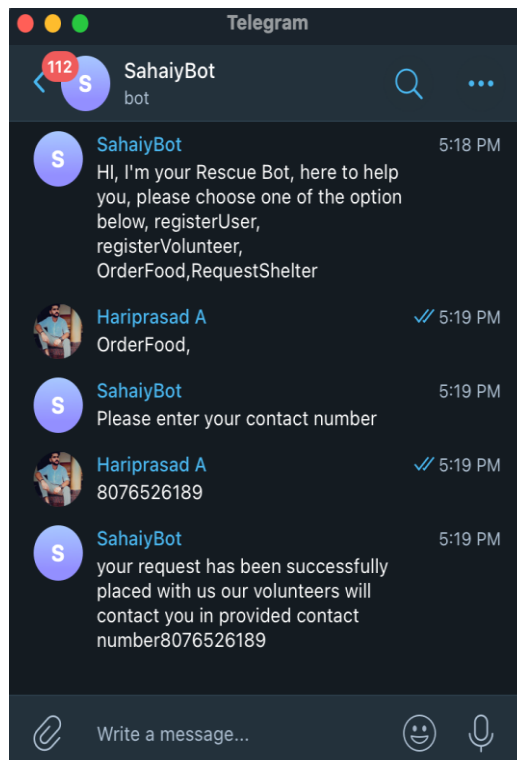 Telegram
112
S
SahaiyBot
bot
S
SahaiyBot
5:18 PM
HI, I'm your Rescue Bot, here to help
you, please choose one of the option
below, registerUser,
registerVolunteer,
OrderFood,RequestShelter
Hariprasad A
5:19 PM
OrderFood,
S
SahaiyBot
5:19 PM
Please enter your contact number
Hariprasad A
5:19 PM
8076526189
S
SahaiyBot
5:19 PM
your request has been successfully
placed with us our volunteers will
contact you in provided contact
number8076526189
Write a message...